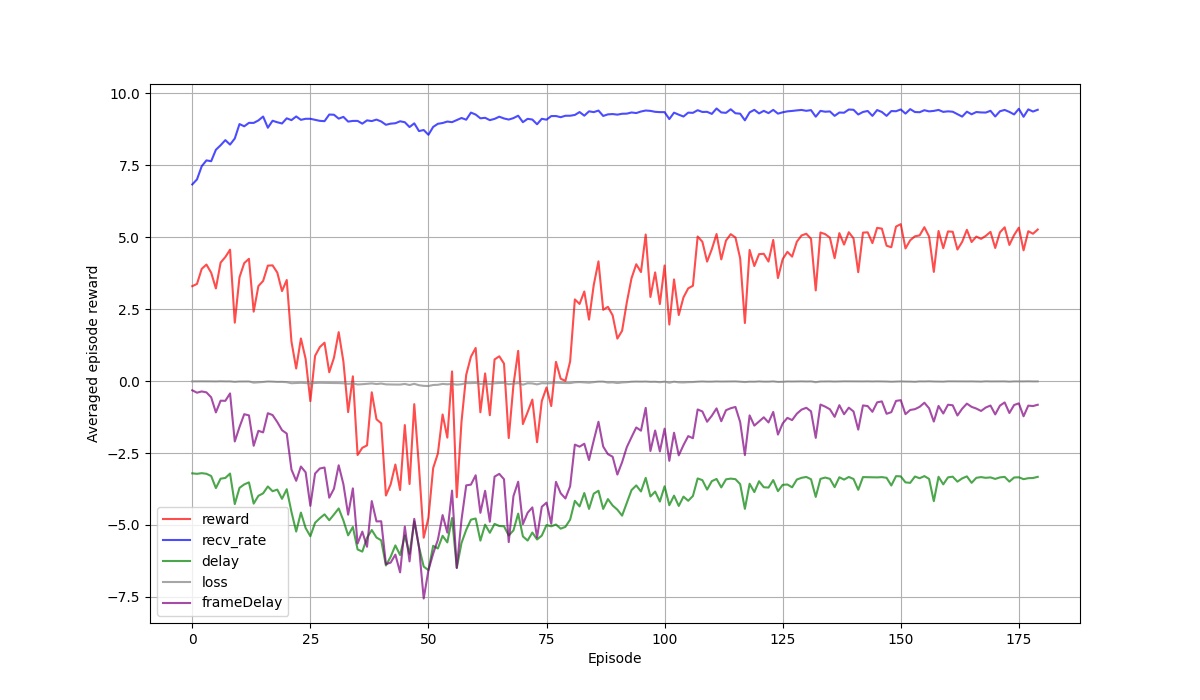 10.0
7.5
5.0
2.5
0.0
−2.5
−5.0
−7.5
Averaged episode reward
reward
recv_rate
delay
loss
frameDelay
0 25 50 75 100 125 150 175
Episode